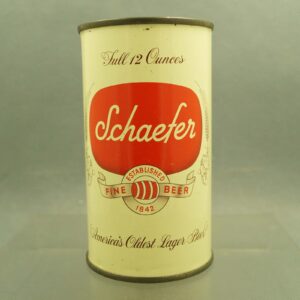 Full 12 Ounces
Schaefer
ESTABLISHED
FINE BEER
1842
America's Oldest Lager Beer